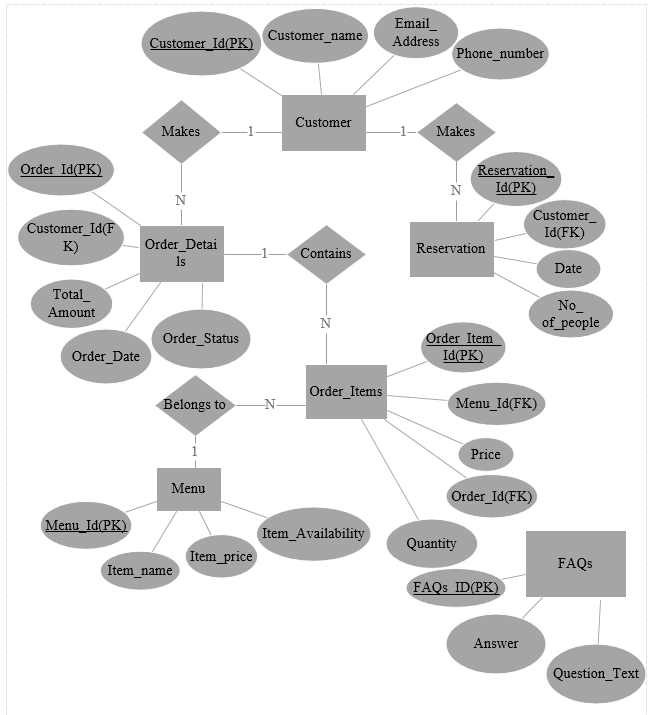 Customer_Id(PK)
Customer_name
Email_
Address
Phone_number
Customer
Makes
1
1
Makes
N
N
Order_Id(PK)
Reservation_
Id(PK)
Customer_Id(F
K)
Customer_
Id(FK)
Order_Detai
ls
1
Contains
Reservation
Date
Total_
Amount
No_
of_people
Order_Date
Order_Status
N
Order_Item_
Id(PK)
Belongs to
N
Order_Items
Menu_Id(FK)
1
Price
Menu
Order_Id(FK)
Menu_Id(PK)
Item_name
Item_price
Item_Availability
Quantity
FAQs
FAQs_ID(PK)
Answer
Question_Text